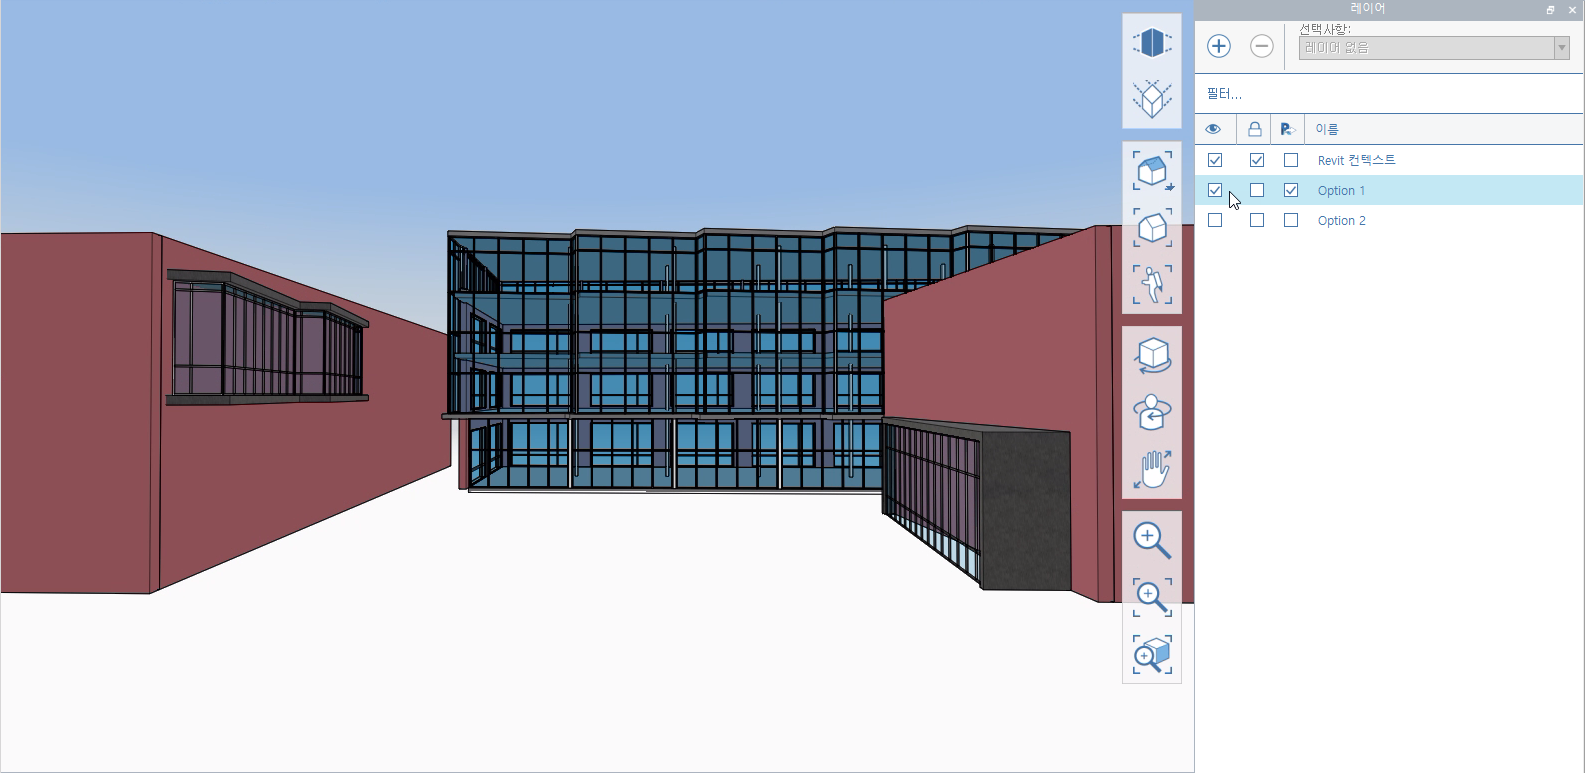 레이어
선택사항:
레이어 없음
필터...
이름
Revit 컨텍스트
Option 1
Option 2